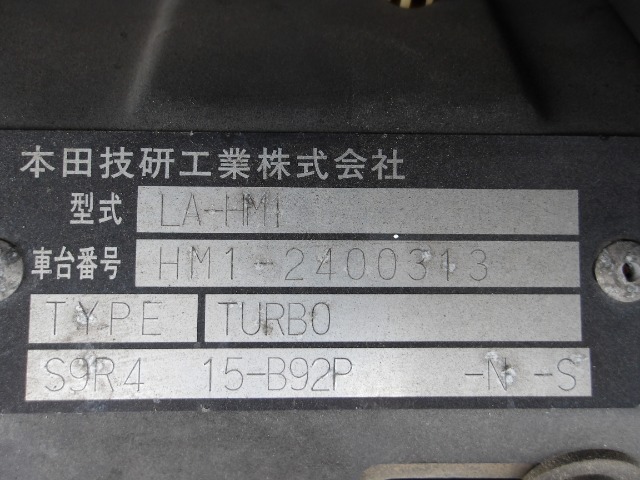 本田技研工業株式会社
型式 LA-HM1
車台番号 HM1-2400313
TYPE TURBO
S9R4 15-B92P -N -S